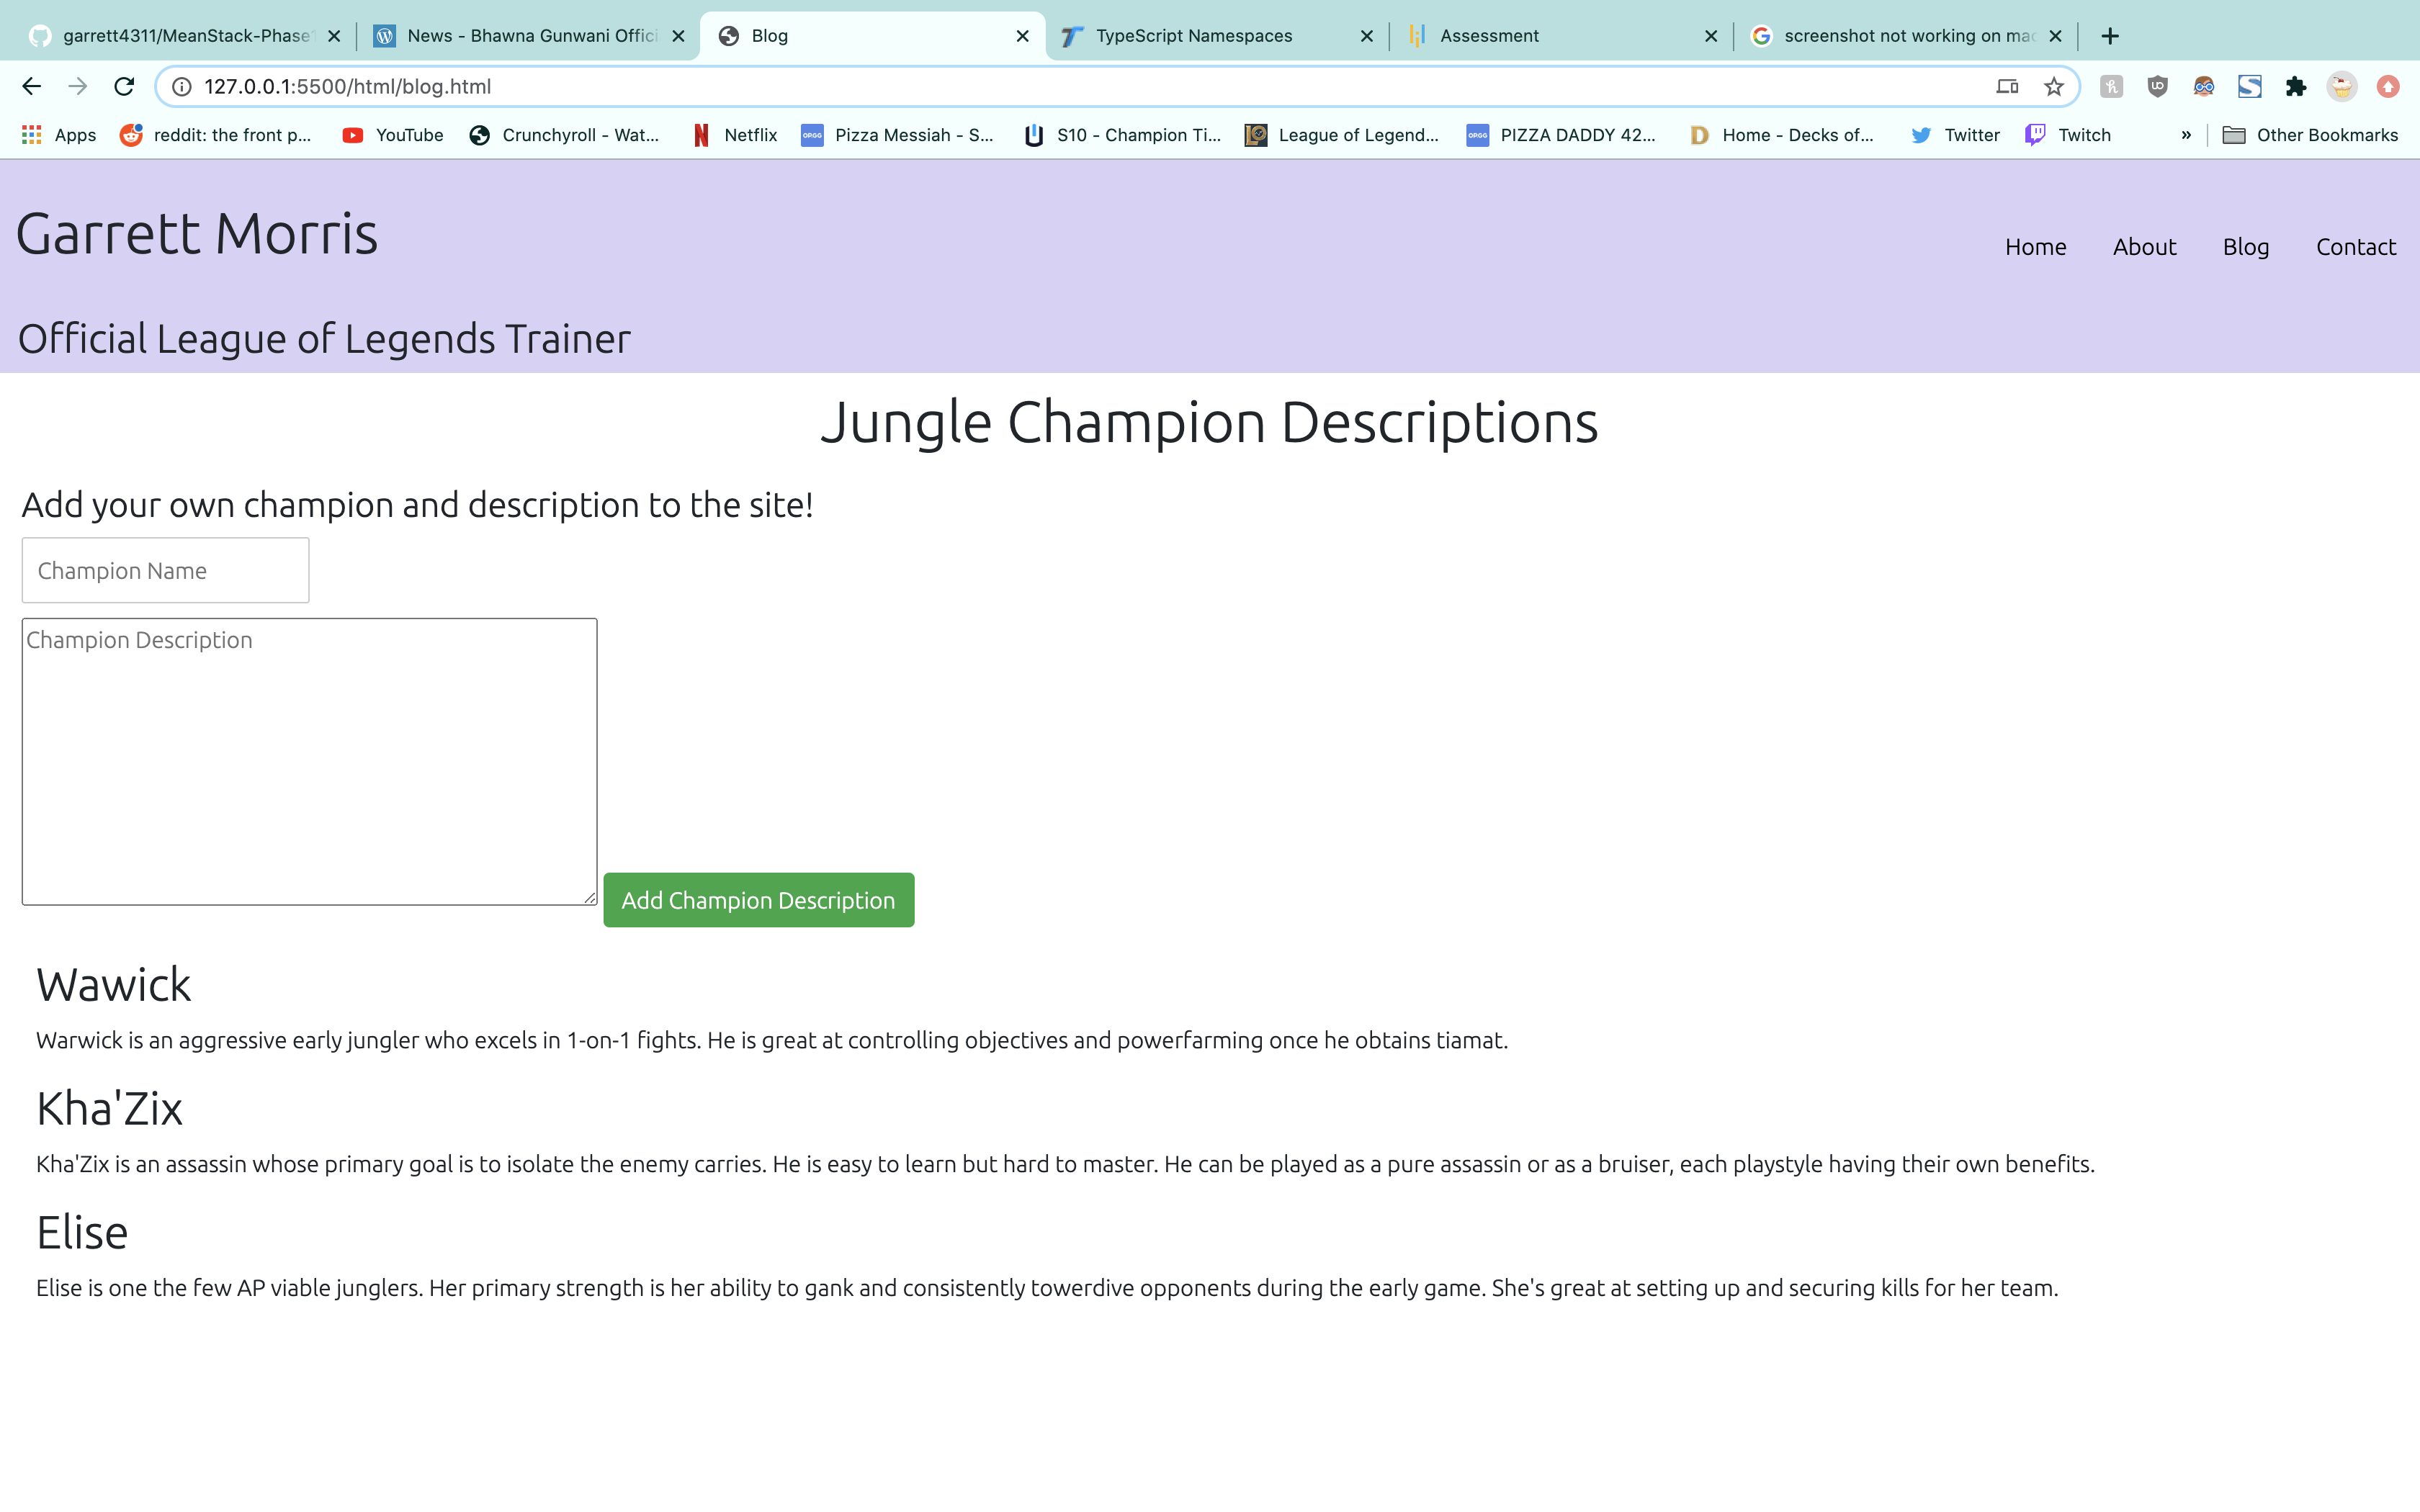 garrett4311/MeanStack-Phase1
News - Bhawna Gunwani Offici
Blog
TypeScript Namespaces
Assessment
screenshot not working on mac
127.0.0.1:5500/html/blog.html
Apps
reddit: the front p...
YouTube
Crunchyroll - Wat...
Netflix
OPGG
Pizza Messiah - S...
S10 - Champion Ti...
League of Legend...
OPGG
PIZZA DADDY 42...
Home - Decks of...
Twitter
Twitch
»
Other Bookmarks
Garrett Morris
Home
About
Blog
Contact
Official League of Legends Trainer
Jungle Champion Descriptions
Add your own champion and description to the site!
Champion Name
Champion Description
Add Champion Description
Wawick
Warwick is an aggressive early jungler who excels in 1-on-1 fights. He is great at controlling objectives and powerfarming once he obtains tiamat.
Kha'Zix
Kha'Zix is an assassin whose primary goal is to isolate the enemy carries. He is easy to learn but hard to master. He can be played as a pure assassin or as a bruiser, each playstyle having their own benefits.
Elise
Elise is one the few AP viable junglers. Her primary strength is her ability to gank and consistently towerdive opponents during the early game. She's great at setting up and securing kills for her team.